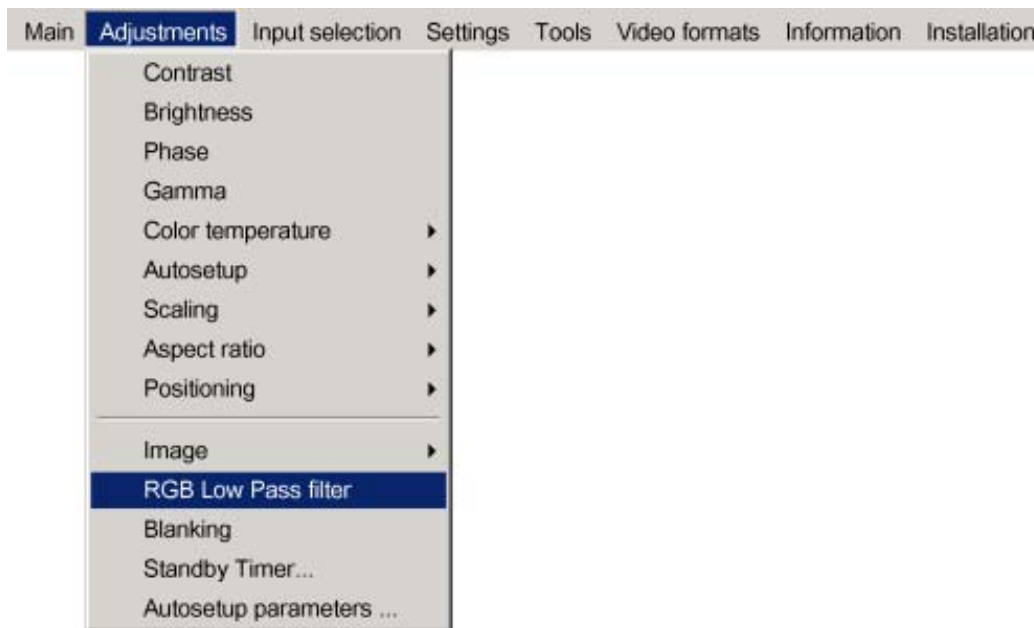 Main Adjustments Input selection Settings Tools Video formats Information Installation
Contrast
Brightness
Phase
Gamma
Color temperature
Autosetup
Scaling
Aspect ratio
Positioning
Image
RGB Low Pass filter
Blanking
Standby Timer...
Autosetup parameters ...